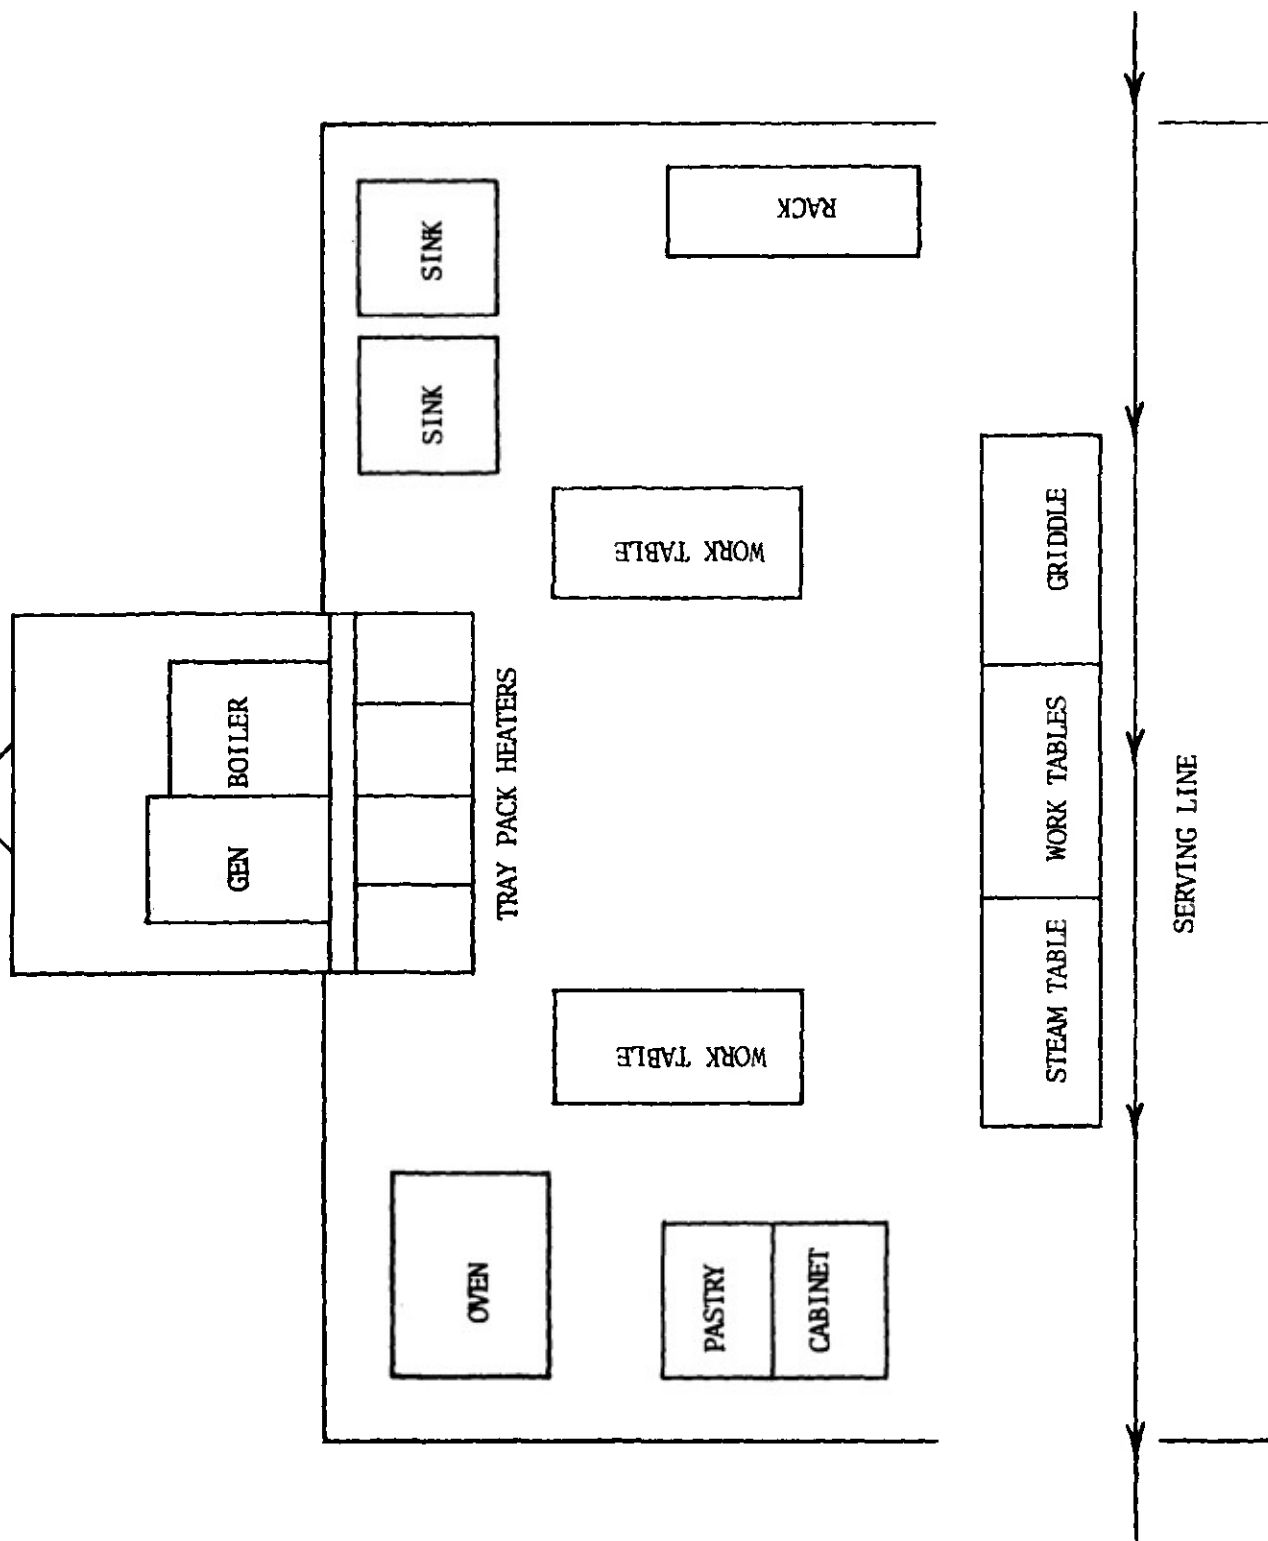 GEN
BOILER
SINK
SINK
OVEN
TRAY PACK HEATERS
WORK TABLE
WORK TABLE
PASTRY
CABINET
RACK
STEAM TABLE
WORK TABLES
GRIDDLE
SERVING LINE